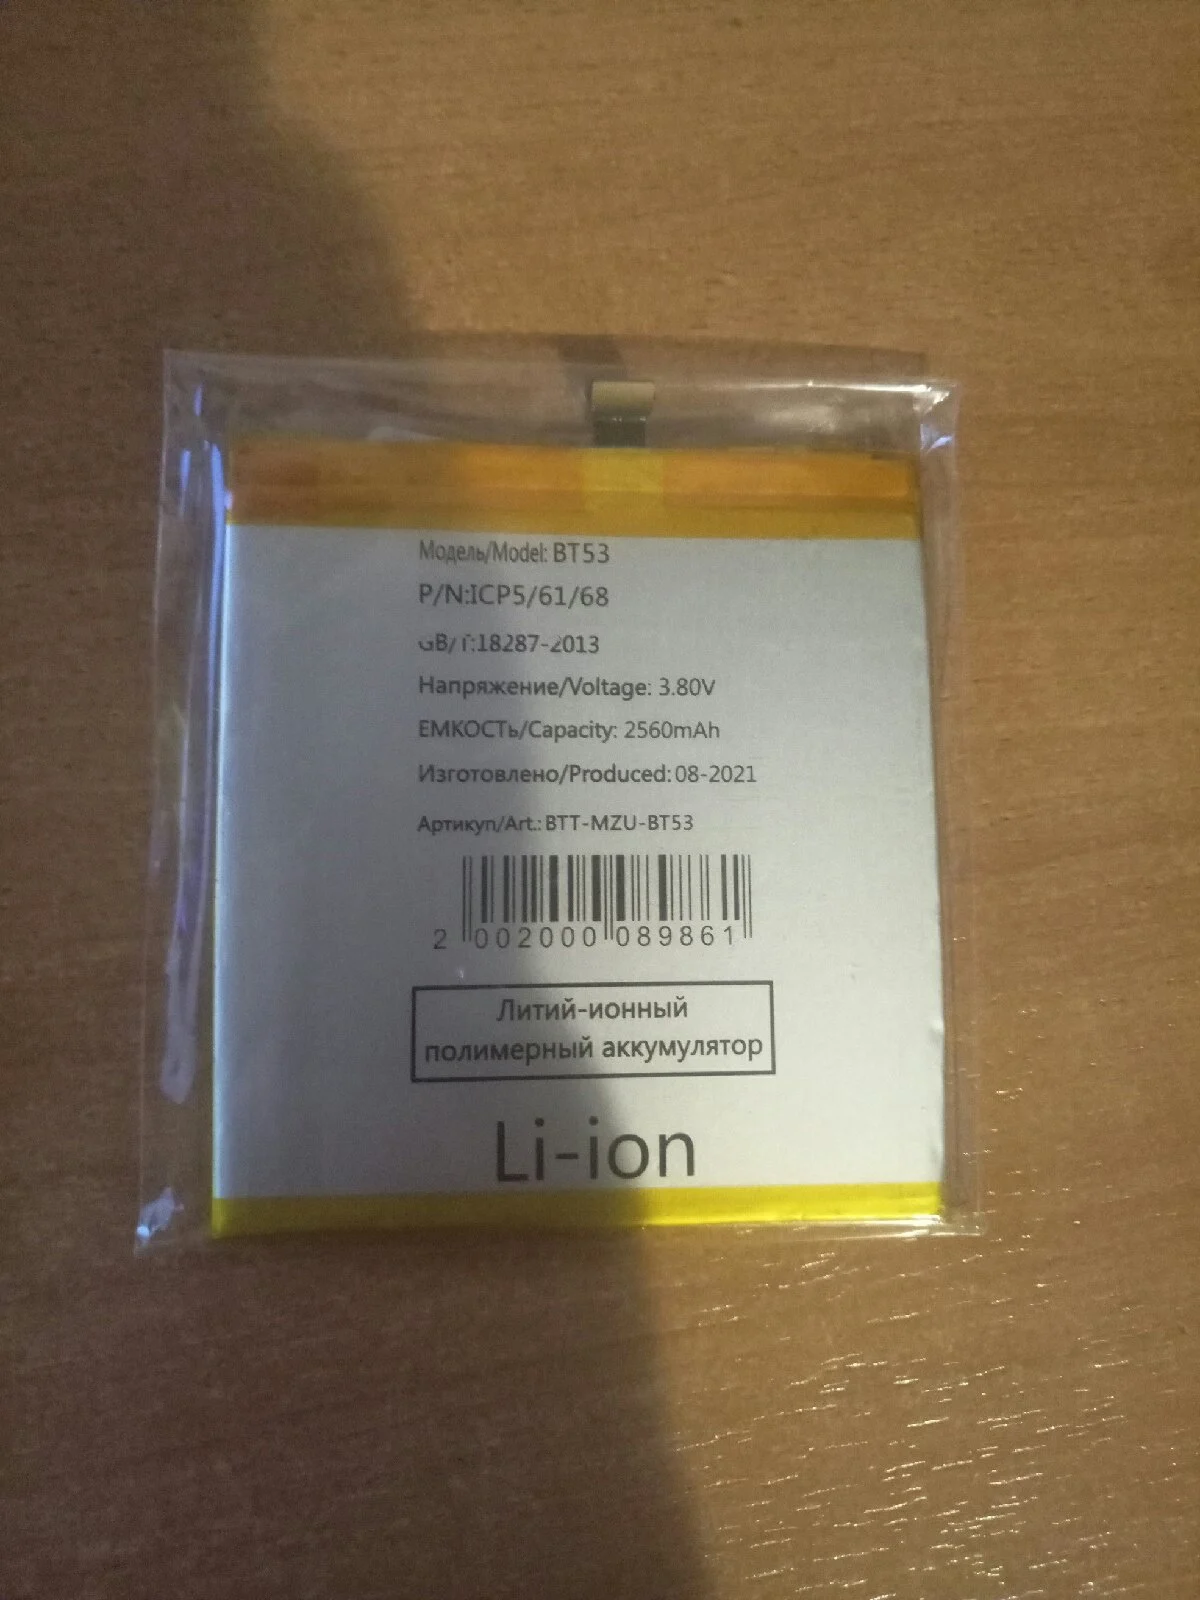 Модель/Model: BT53
P/N:ICP5/61/68
GB/T:18287-2013
Напряжение/Voltage: 3.80V
ЕМКОСТь/Capacity: 2560mAh
Изготовлено/Produced: 08-2021
Артикул/Art.: BTT-MZU-BT53
2 002000 089861
Литий-ионный
полимерный аккумулятор
Li-ion